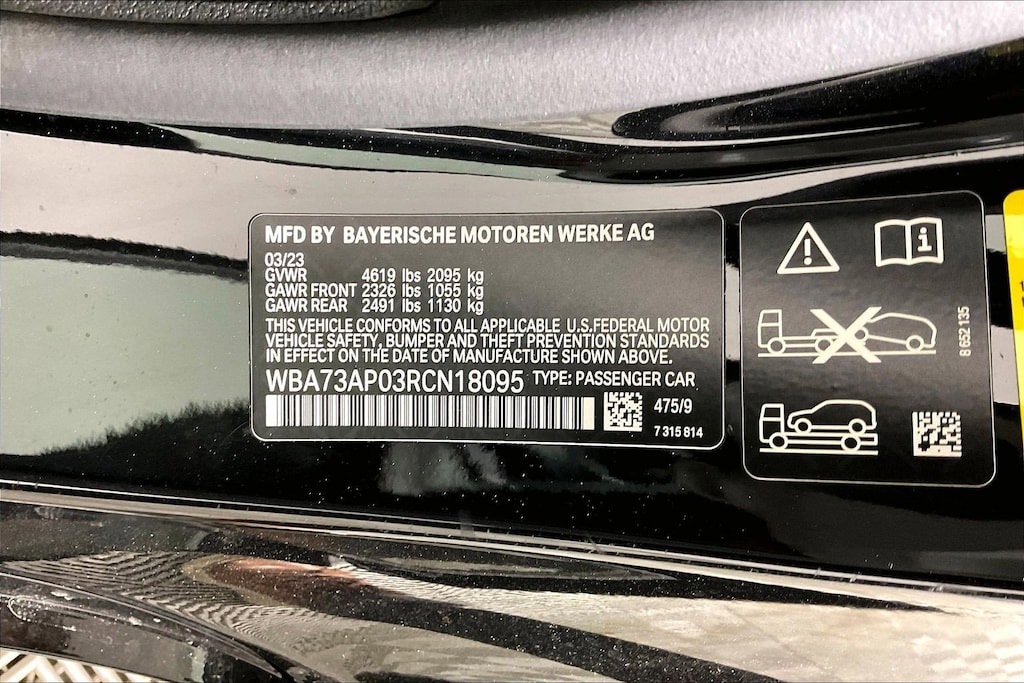 MFD BY BAYERISCHE MOTOREN WERKE AG
03/23
GVWR 4619 lbs 2095 kg
GAWR FRONT 2326 lbs 1055 kg
GAWR REAR 2491 lbs 1130 kg
THIS VEHICLE CONFORMS TO ALL APPLICABLE U.S.FEDERAL MOTOR
VEHICLE SAFETY, BUMPER AND THEFT PREVENTION STANDARDS
IN EFFECT ON THE DATE OF MANUFACTURE SHOWN ABOVE.
WBA73AP03RCN18095 TYPE: PASSENGER CAR
475/9
7 315 814
i
8 652 135